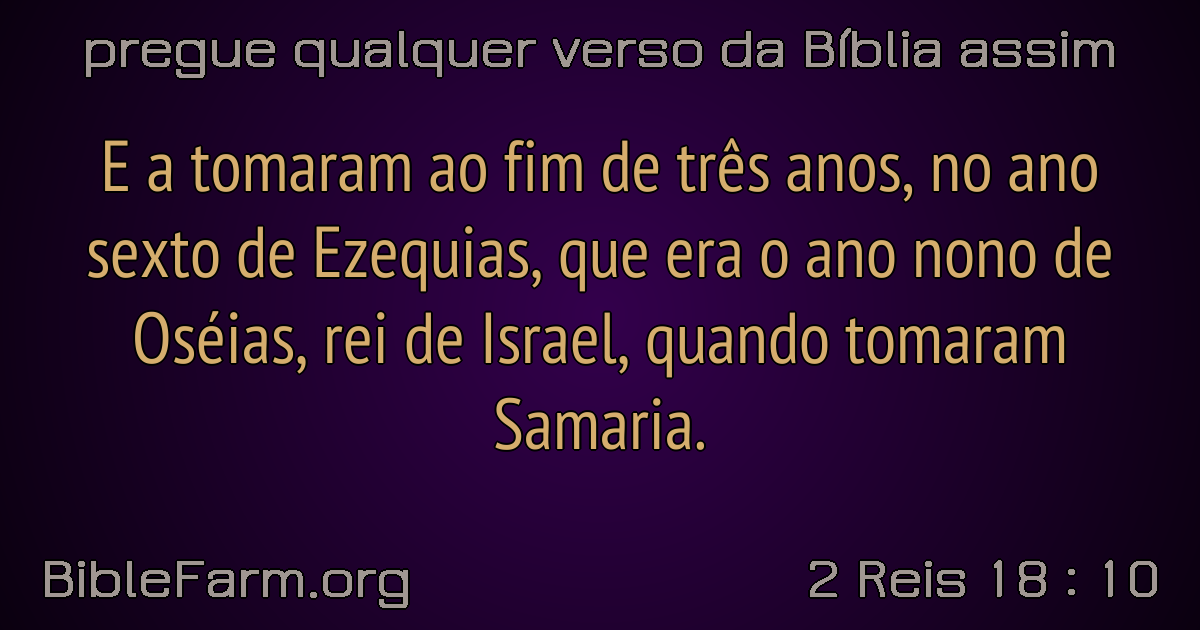 pregue qualquer verso da Bíblia assim
E a tomaram ao fim de três anos, no ano
sexto de Ezequias, que era o ano nono de
Oséias, rei de Israel, quando tomaram
Samaria.
BibleFarm.org
2 Reis 18 : 10